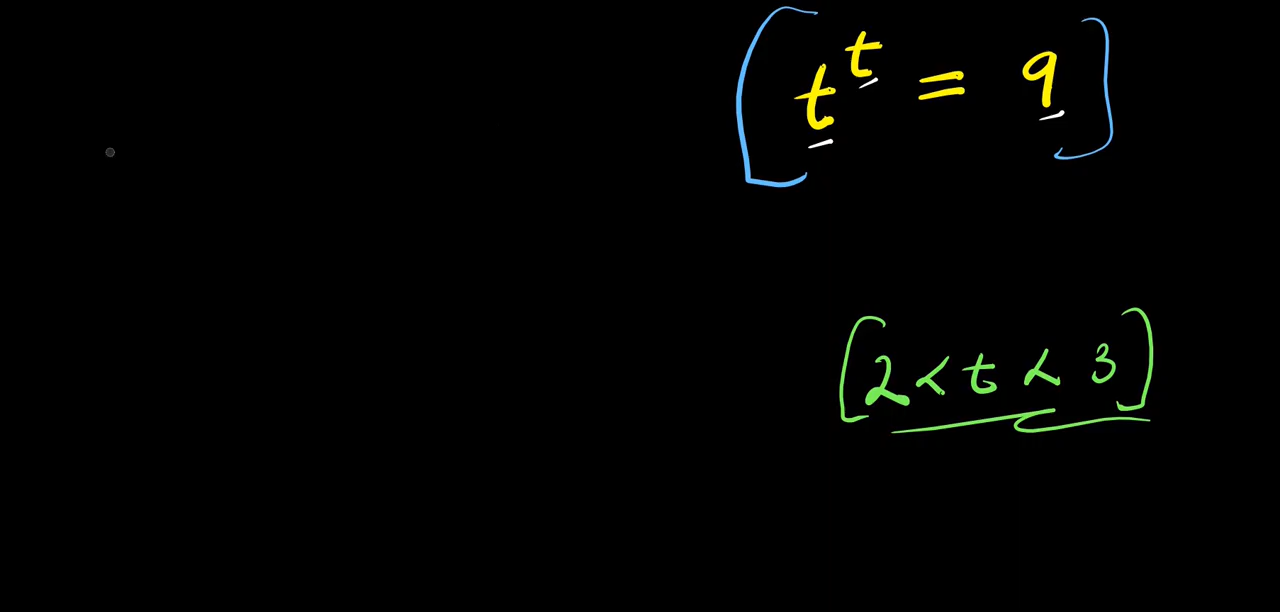 [t^t = 9]
[2 < t < 3]